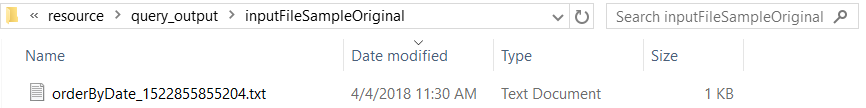 « resource › query_output › inputFileSampleOriginal Search inputFileSampleOriginal
Name Date modified Type Size
orderByDate_1522855855204.txt 4/4/2018 11:30 AM Text Document 1 KB